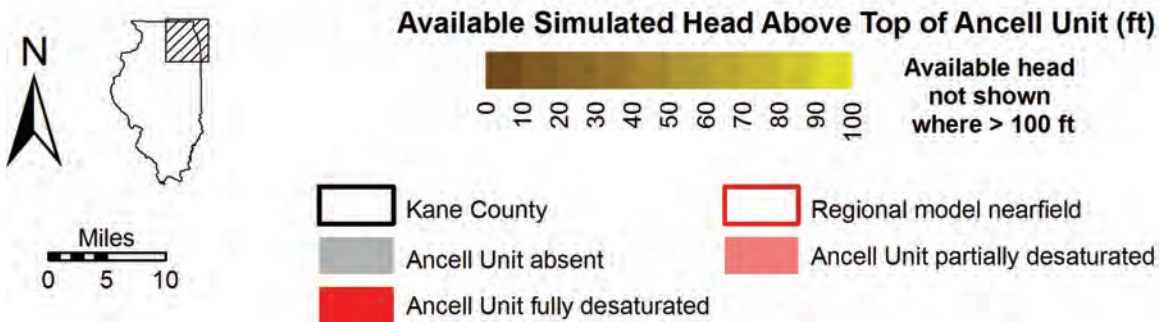 Available Simulated Head Above Top of Ancell Unit (ft)
N
0 10 20 30 40 50 60 70 80 90 100
Available head
not shown
where > 100 ft
Kane County
Regional model nearfield
Miles
0 5 10
Ancell Unit absent
Ancell Unit partially desaturated
Ancell Unit fully desaturated